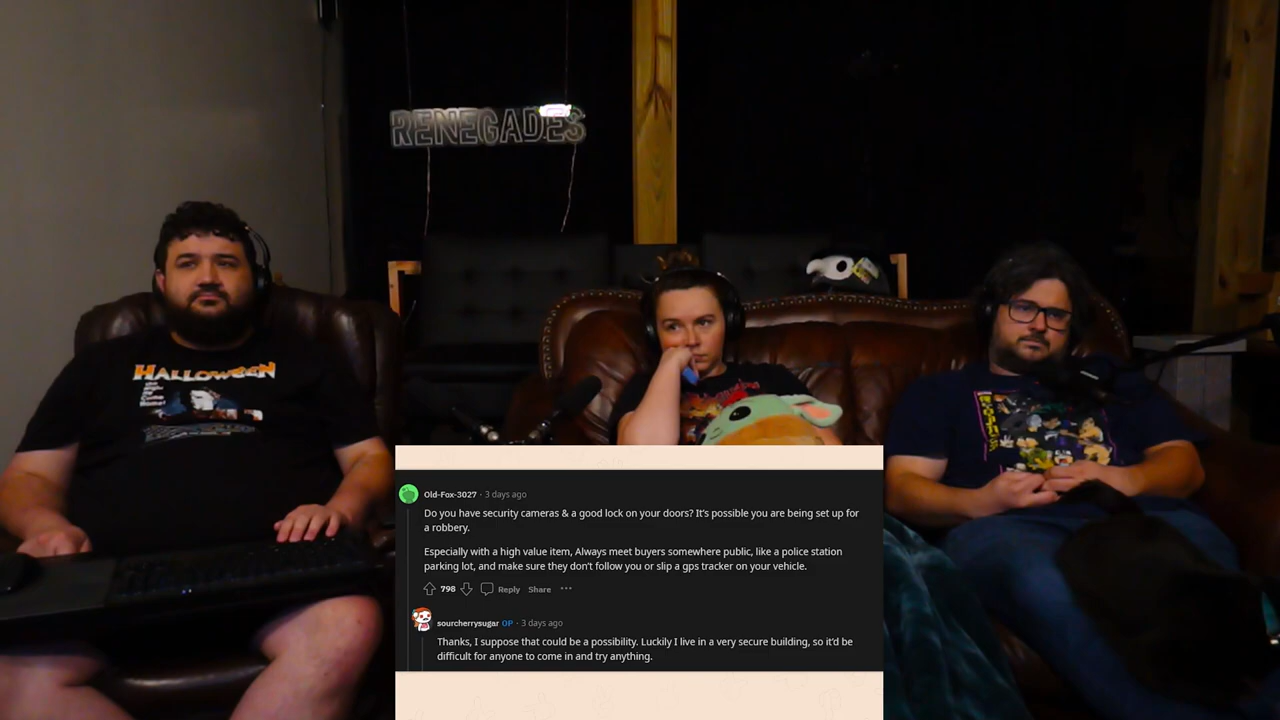 RENEGADES
HALLOWEEN
Old-Fox-3027 · 3 days ago
Do you have security cameras & a good lock on your doors? It's possible you are being set up for
a robbery.
Especially with a high value item, Always meet buyers somewhere public, like a police station
parking lot, and make sure they don't follow you or slip a gps tracker on your vehicle.
798 Reply Share ···
sourcherrysugar OP · 3 days ago
Thanks, I suppose that could be a possibility. Luckily I live in a very secure building, so it'd be
difficult for anyone to come in and try anything.